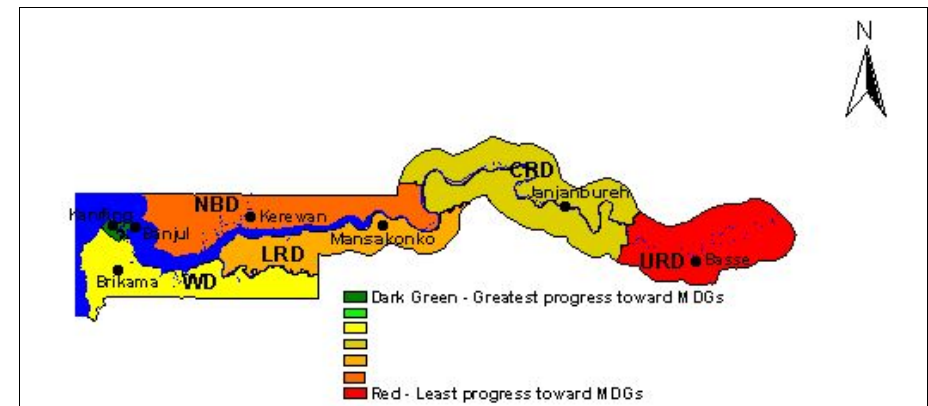 N
CRD
Janjanbureh
NBD
Kanifing
Kerewan
Banjul
Mansakonko
LRD
URD
Basse
Brikama
WD
Dark Green - Greatest progress toward MDGs
Red - Least progress toward MDGs